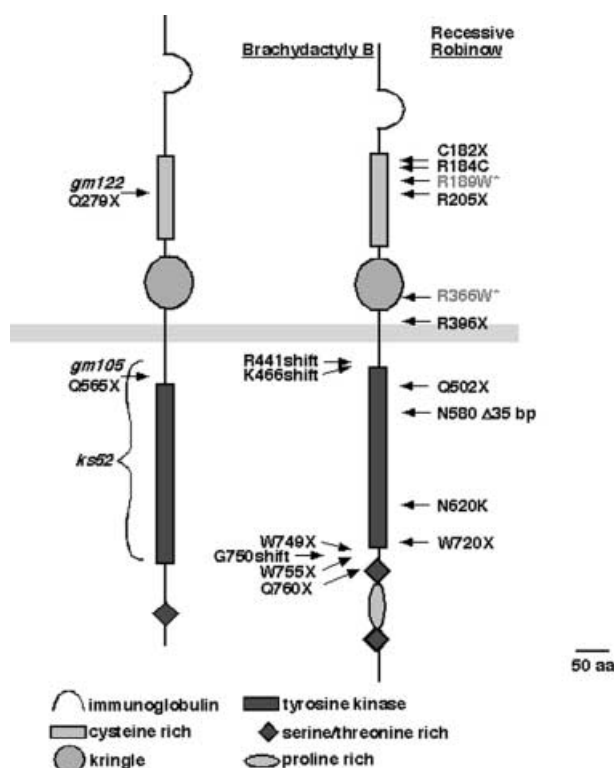 Brachydactyly B
Recessive
Robinow
gm122
Q279X
gm105
Q565X
ks52
C182X
R184C
R189W*
R205X
R366W*
R396X
R441shift
K466shift
Q502X
N580 Δ35 bp
N620K
W720X
W749X
G750shift
W755X
Q760X
50 aa
immunoglobulin
cysteine rich
kringle
tyrosine kinase
serine/threonine rich
proline rich